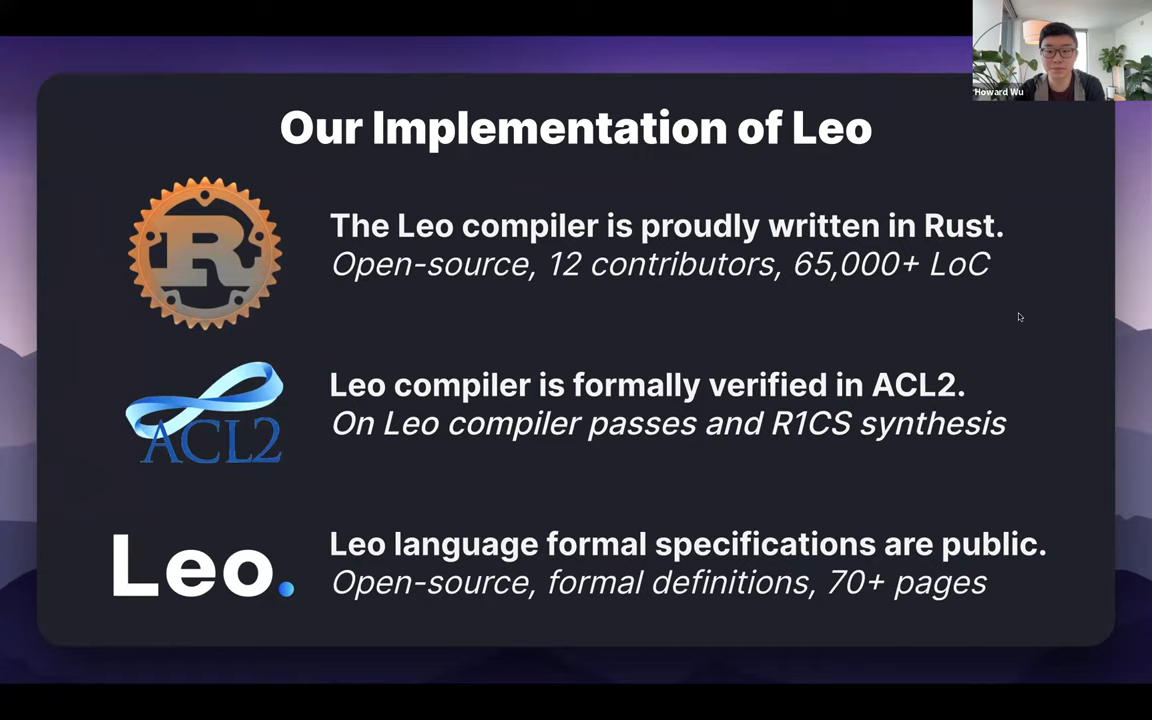 Howard Wu
Our Implementation of Leo
R
The Leo compiler is proudly written in Rust.
Open-source, 12 contributors, 65,000+ LoC
ACL2
Leo compiler is formally verified in ACL2.
On Leo compiler passes and R1CS synthesis
Leo.
Leo language formal specifications are public.
Open-source, formal definitions, 70+ pages